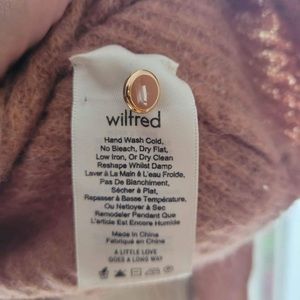 wilfred
Hand Wash Cold,
No Bleach, Dry Flat,
Low Iron, Or Dry Clean
Reshape Whilst Damp
Laver à La Main à L'eau Froide,
Pas De Blanchiment,
Sécher à Plat,
Repasser à Basse Température,
Ou Nettoyer à Sec
Remodeler Pendant Que
L'article Est Encore Humide
Made In China
Fabriqué en Chine
A LITTLE LOVE
GOES A LONG WAY